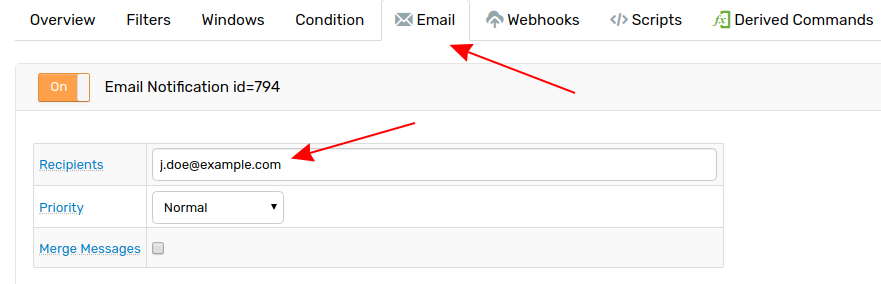 Overview Filters Windows Condition Email Webhooks Scripts Derived Commands
On Email Notification id=794
Recipients j.doe@example.com
Priority Normal
Merge Messages